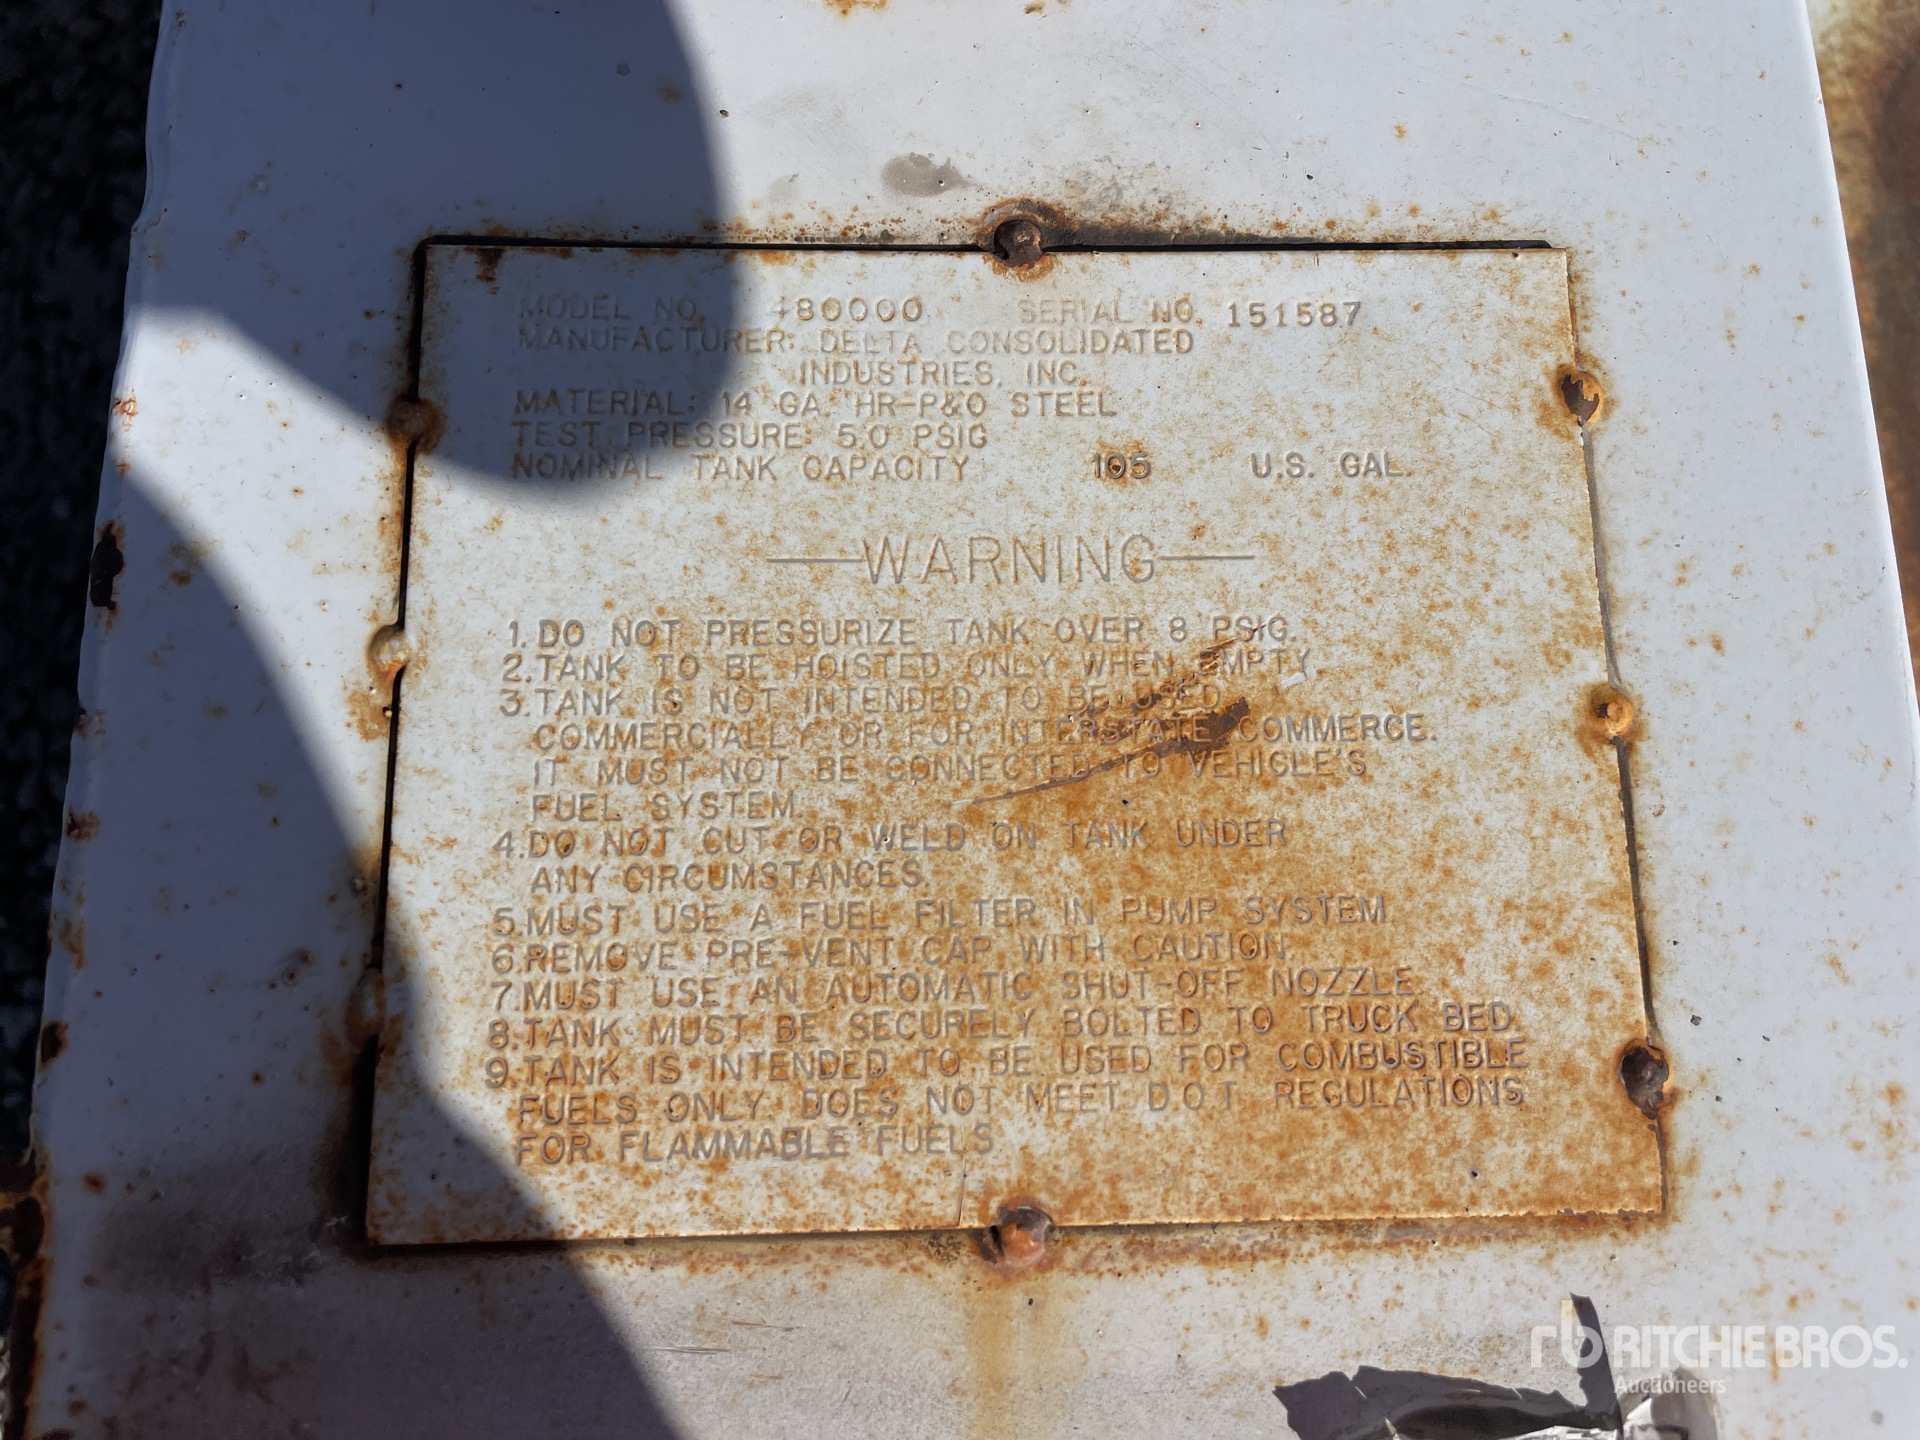 MODEL NO. 480000 SERIAL NO. 151587
MANUFACTURER: DELTA CONSOLIDATED
INDUSTRIES, INC.
MATERIAL: 14 GA. HR-P&O STEEL
TEST PRESSURE: 5.0 PSIG
NOMINAL TANK CAPACITY 105 U.S. GAL.
WARNING
1. DO NOT PRESSURIZE TANK OVER 8 PSIG.
2. TANK TO BE HOISTED ONLY WHEN EMPTY.
3. TANK IS NOT INTENDED TO BE USED
COMMERCIALLY OR FOR INTERSTATE COMMERCE.
IT MUST NOT BE CONNECTED TO VEHICLE'S
FUEL SYSTEM.
4. DO NOT CUT OR WELD ON TANK UNDER
ANY CIRCUMSTANCES.
5. MUST USE A FUEL FILTER IN PUMP SYSTEM
6. REMOVE PRE-VENT CAP WITH CAUTION.
7. MUST USE AN AUTOMATIC SHUT-OFF NOZZLE
8. TANK MUST BE SECURELY BOLTED TO TRUCK BED.
9. TANK IS INTENDED TO BE USED FOR COMBUSTIBLE
FUELS ONLY. DOES NOT MEET D.O.T. REGULATIONS
FOR FLAMMABLE FUELS
rb RITCHIE BROS.
Auctioneers